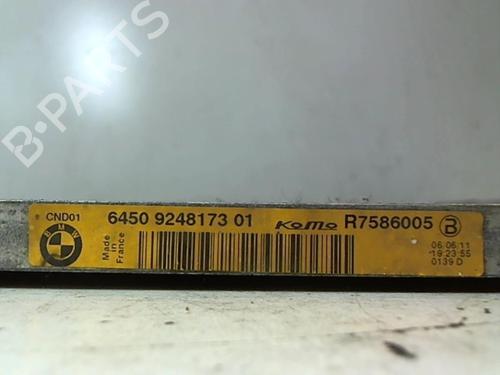 B-PARTS
CND01
6450 9248173 01 KOMO R7586005 B
BMW
Made in
France
06.06.11
19:23:55
0139 D